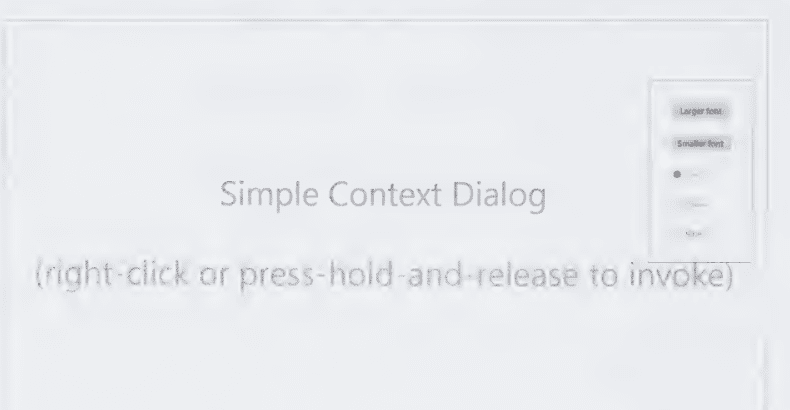 Larger font
Smaller font
Simple Context Dialog
(right-click or press-hold-and-release to invoke)